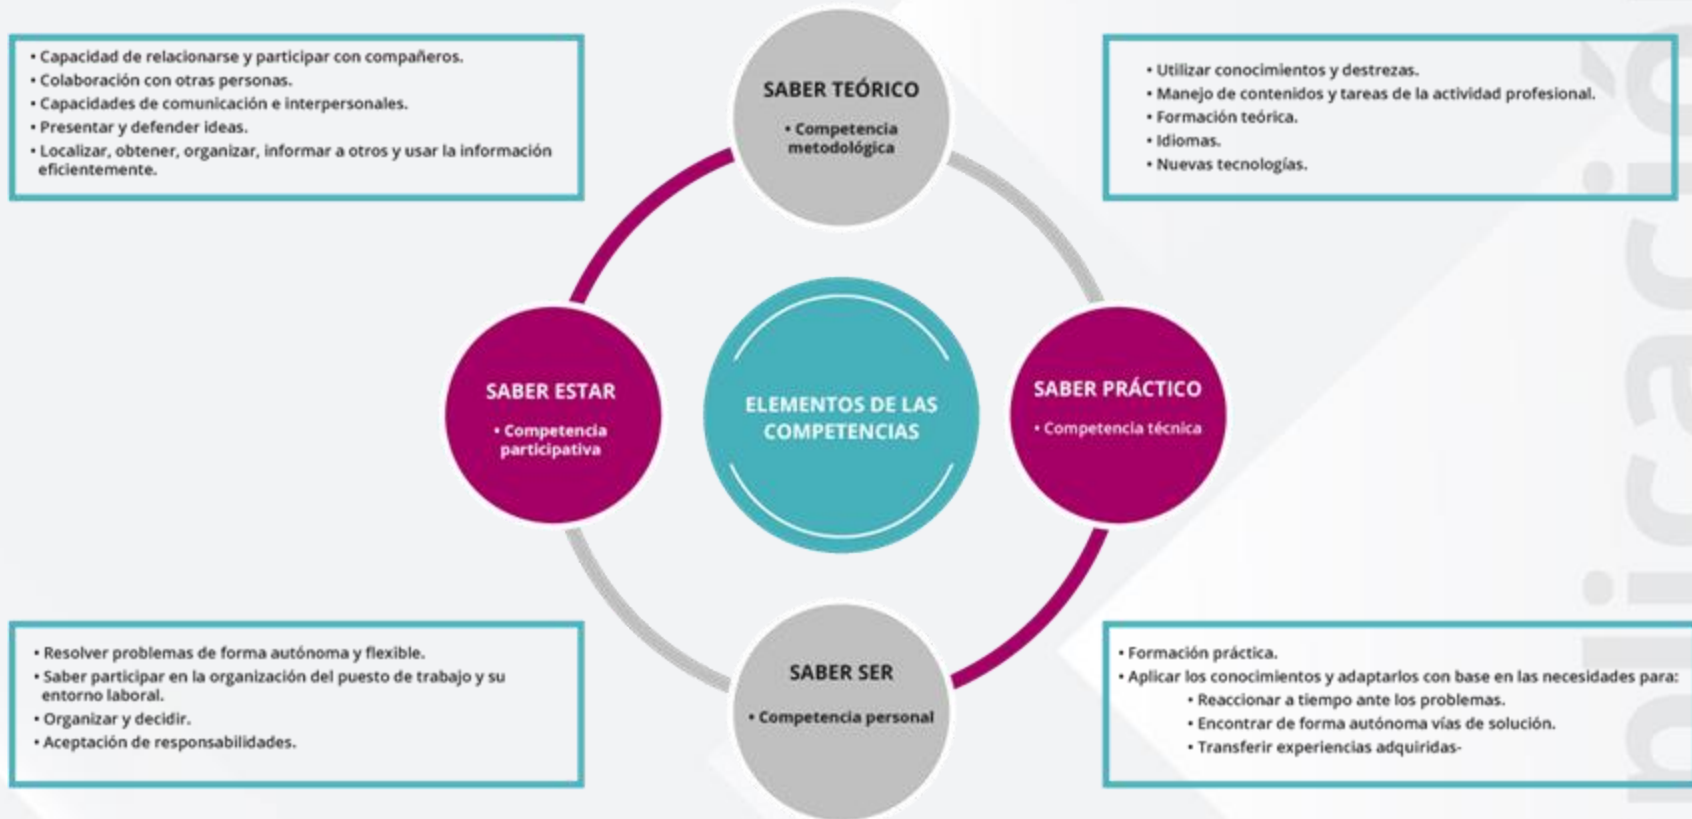 • Capacidad de relacionarse y participar con compañeros.
• Colaboración con otras personas.
• Capacidades de comunicación e interpersonales.
• Presentar y defender ideas.
• Localizar, obtener, organizar, informar a otros y usar la información
eficientemente.
SABER TEÓRICO
• Competencia
metodológica
• Utilizar conocimientos y destrezas.
• Manejo de contenidos y tareas de la actividad profesional.
• Formación teórica.
• Idiomas.
• Nuevas tecnologías.
SABER ESTAR
• Competencia
participativa
ELEMENTOS DE LAS
COMPETENCIAS
SABER PRÁCTICO
• Competencia técnica
• Resolver problemas de forma autónoma y flexible.
• Saber participar en la organización del puesto de trabajo y su
entorno laboral.
• Organizar y decidir.
• Aceptación de responsabilidades.
SABER SER
• Competencia personal
• Formación práctica.
• Aplicar los conocimientos y adaptarlos con base en las necesidades para:
• Reaccionar a tiempo ante los problemas.
• Encontrar de forma autónoma vías de solución.
• Transferir experiencias adquiridas-